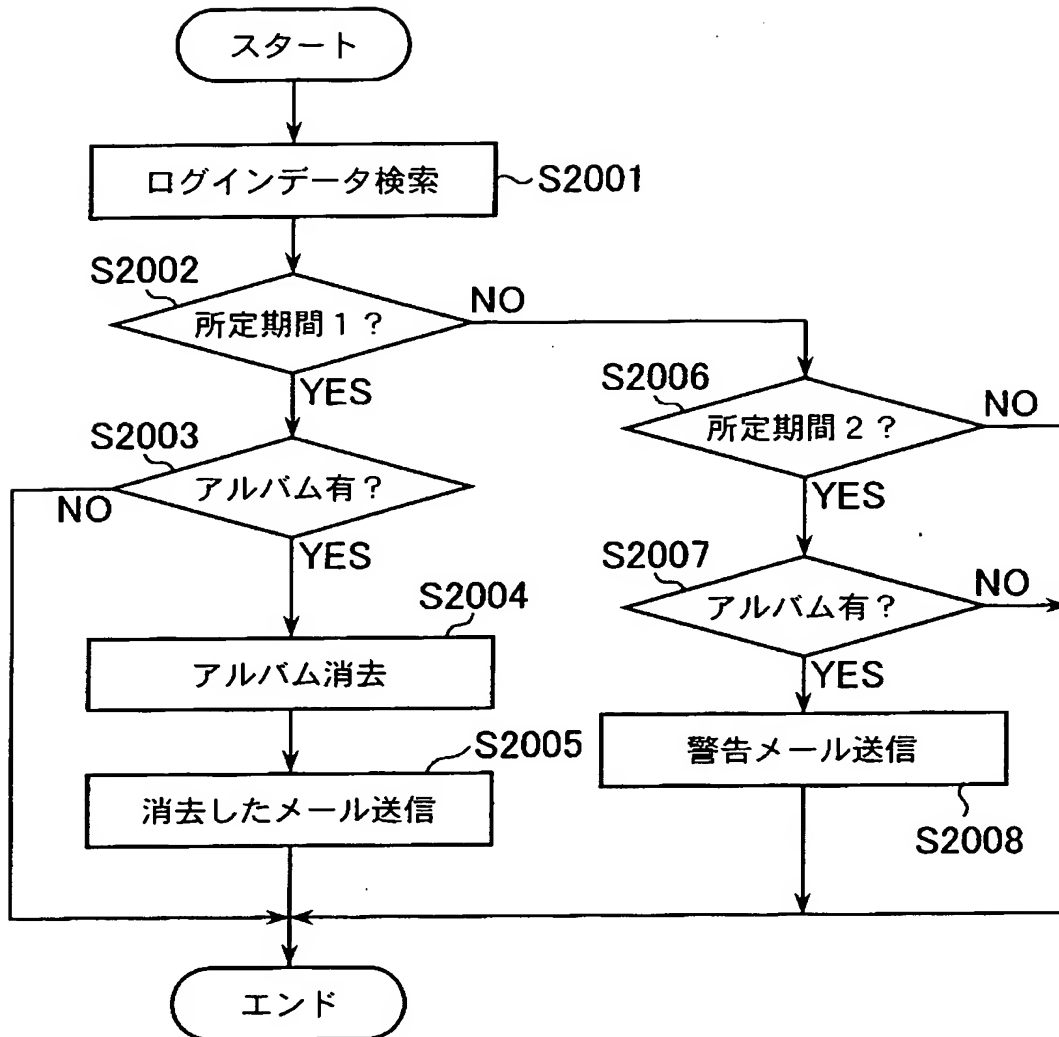 スタート
ログインデータ検索
S2001
S2002
所定期間1？
NO
YES
S2003
アルバム有？
NO
YES
S2004
アルバム消去
S2005
消去したメール送信
S2006
所定期間2？
NO
YES
S2007
アルバム有？
NO
YES
警告メール送信
S2008
エンド